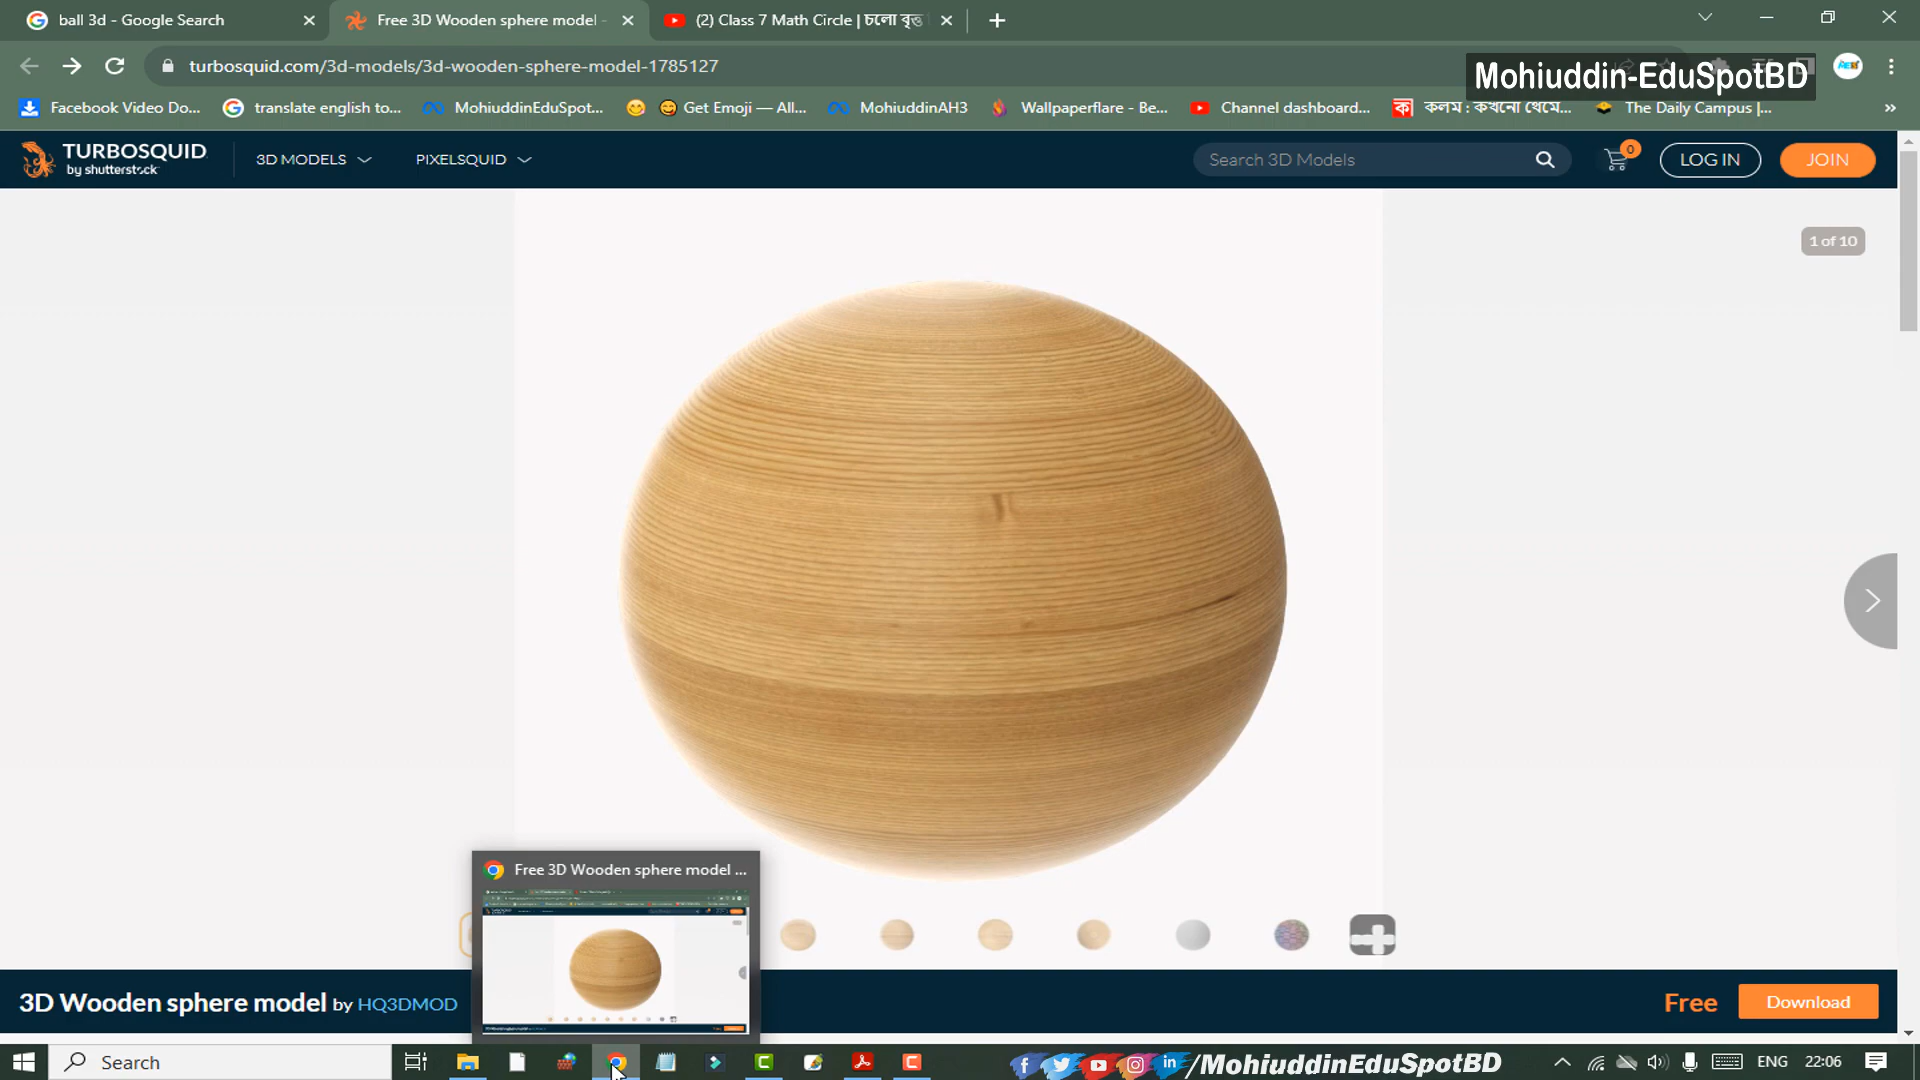 ball 3d - Google Search
Free 3D Wooden sphere model -
(2) Class 7 Math Circle | চলো বৃত্ত
turbosquid.com/3d-models/3d-wooden-sphere-model-1785127
Mohiuddin-EduSpotBD
Facebook Video Do...
translate english to...
MohiuddinEduSpot...
Get Emoji — All...
MohiuddinAH3
Wallpaperflare - Be...
Channel dashboard...
কলম : কখনো থেমে...
The Daily Campus |...
TURBOSQUID
by shutterstock
3D MODELS
PIXELSQUID
Search 3D Models
0
LOG IN
JOIN
1 of 10
Free 3D Wooden sphere model ...
3D Wooden sphere model by HQ3DMOD
Free
Download
Search
/MohiuddinEduSpotBD
ENG
22:06